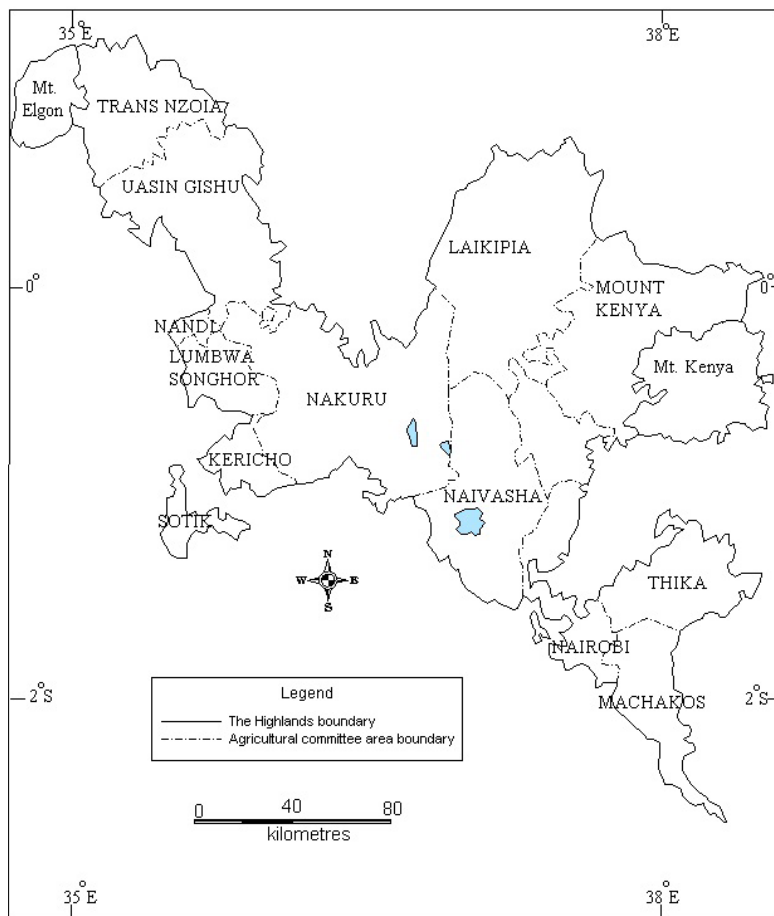 35°E
38°E
Mt.
Elgon
TRANS NZOIA
UASIN GISHU
LAIKIPIA
0°
MOUNT
KENYA
0°
NANDI
LUMBWA
SONGHOR
Mt. Kenya
NAKURU
KERICHO
NAIVASHA
SOTIK
N
W
E
S
THIKA
NAIROBI
MACHAKOS
2°S
2°S
Legend
The Highlands boundary
Agricultural committee area boundary
0 40 80
kilometres
35°E
38°E